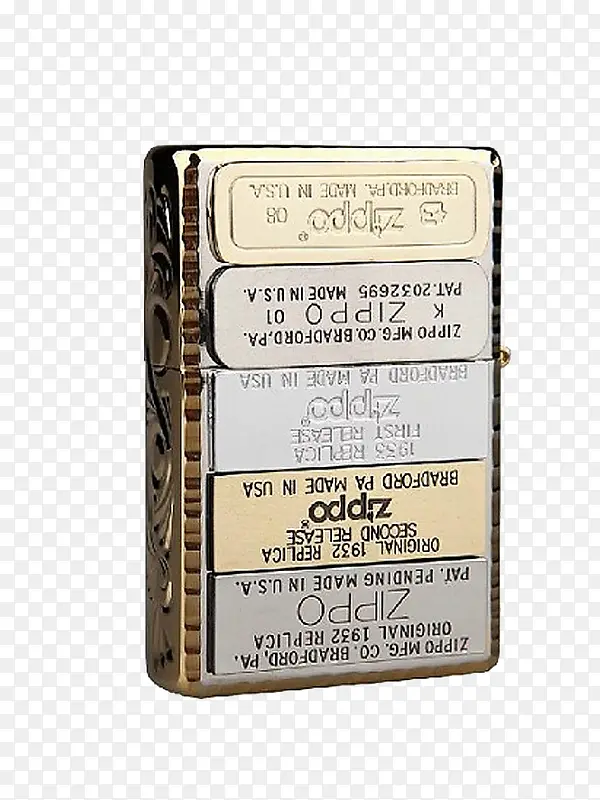 ZIPPO MFG. CO. BRADFORD, PA.
ORIGINAL 1932 REPLICA
ZIPPO
PAT. PENDING MADE IN U.S.A.
ORIGINAL 1932 REPLICA
SECOND RELEASE
Zippo®
BRADFORD PA MADE IN USA
1933 REPLICA
FIRST RELEASE
Zippo
BRADFORD PA MADE IN USA
ZIPPO MFG.CO.BRADFORD,PA.
K ZIPPO 01
PAT.2032695 MADE IN U.S.A.
E Zippo® 08
BRADFORD,PA. MADE IN U.S.A.